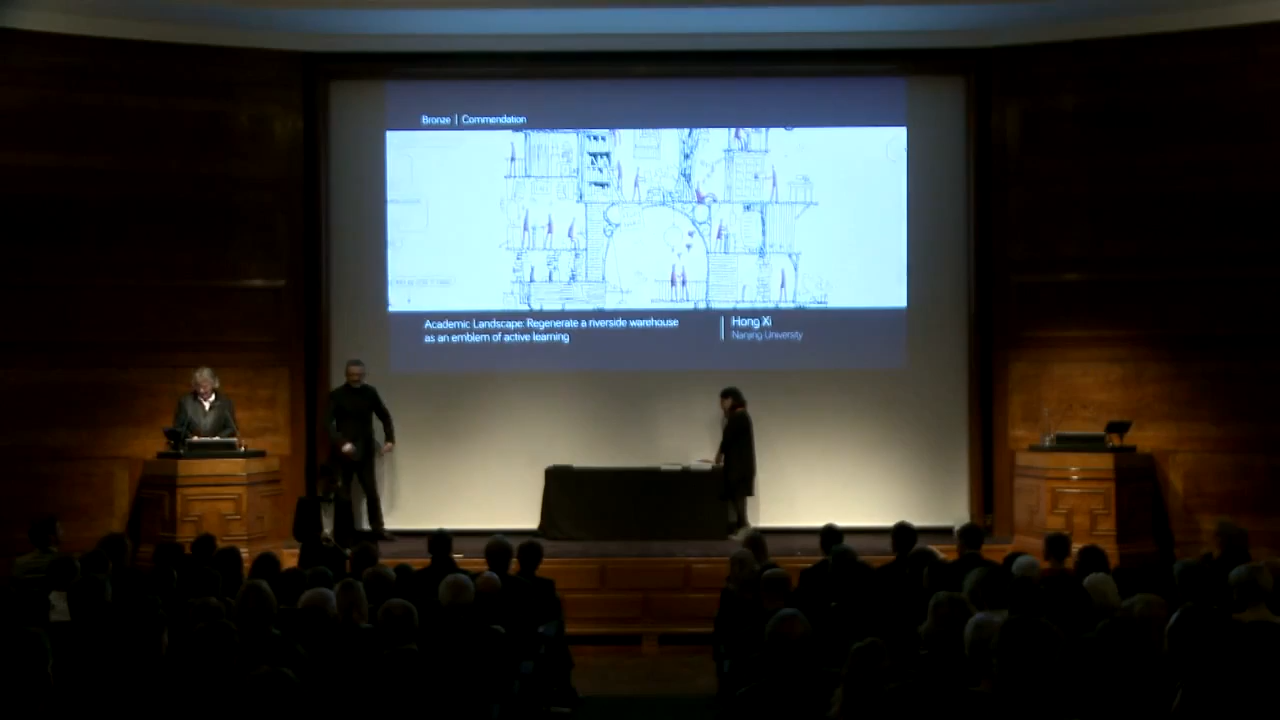 Bronze | Commendation
Academic Landscape: Regenerate a riverside warehouse
as an emblem of active learning
Hong Xi
Nanjing University